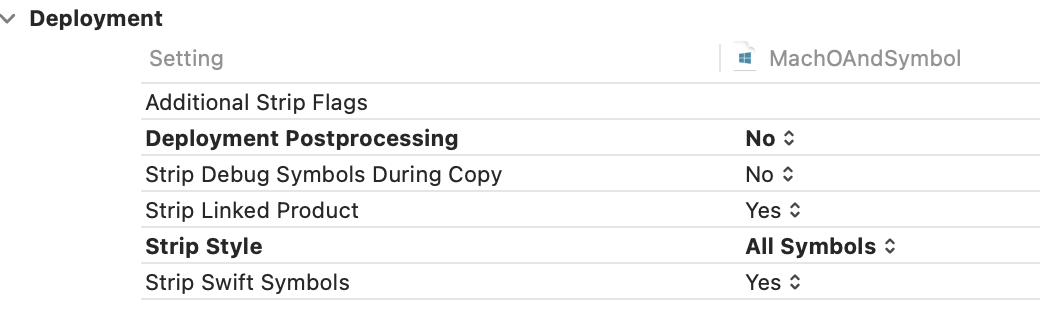 Deployment
Setting MachOAndSymbol
Additional Strip Flags
Deployment Postprocessing No
Strip Debug Symbols During Copy No
Strip Linked Product Yes
Strip Style All Symbols
Strip Swift Symbols Yes